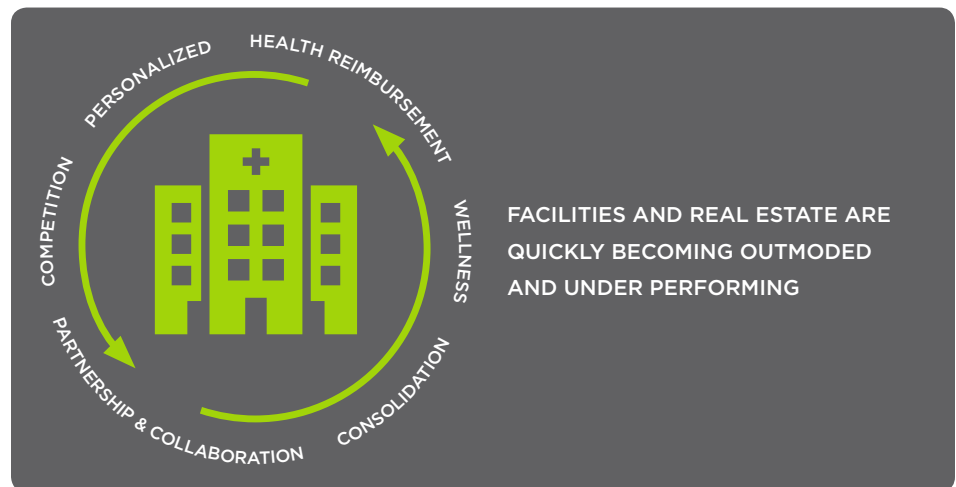 PERSONALIZED
HEALTH REIMBURSEMENT
WELLNESS
CONSOLIDATION
PARTNERSHIP & COLLABORATION
COMPETITION
FACILITIES AND REAL ESTATE ARE
QUICKLY BECOMING OUTMODED
AND UNDER PERFORMING